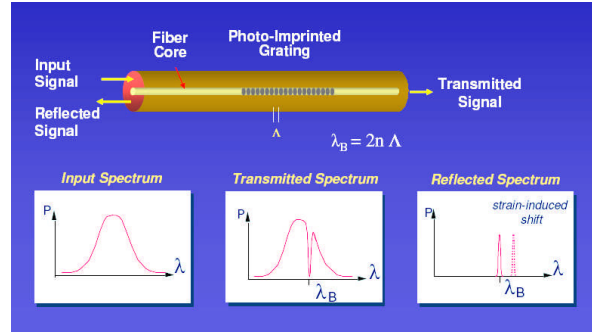 Fiber
Core
Photo-Imprinted
Grating
Input
Signal
Reflected
Signal
Transmitted
Signal
Λ
λB = 2n Λ
Input Spectrum
Transmitted Spectrum
Reflected Spectrum
P
λ
P
λ
λB
strain-induced
shift
P
λ
λB